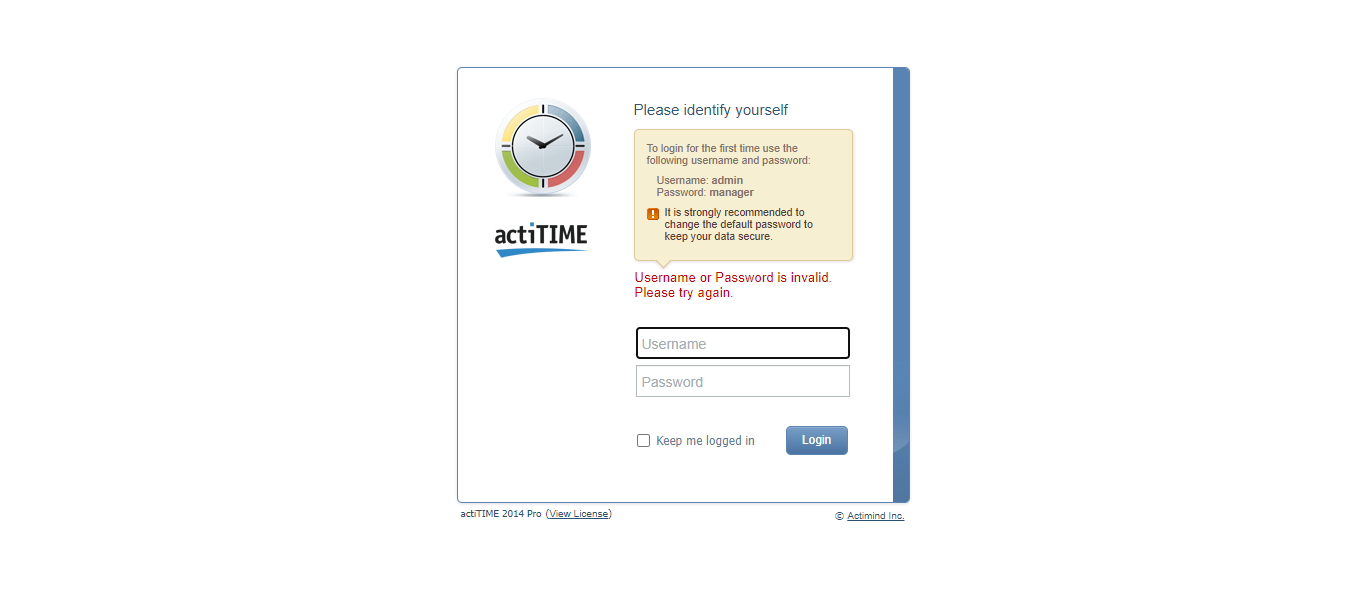 Please identify yourself
To login for the first time use the
following username and password:
Username: admin
Password: manager
It is strongly recommended to
change the default password to
keep your data secure.
actiTIME
Username or Password is invalid.
Please try again.
Username
Password
Keep me logged in
Login
actiTIME 2014 Pro (View License)
© Actimind Inc.